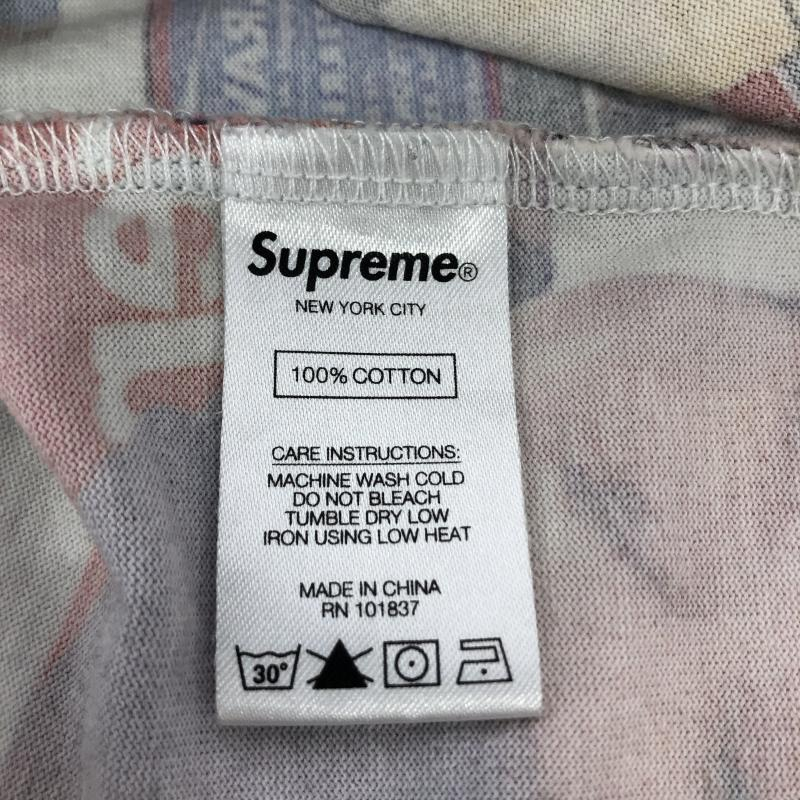 Supreme®
NEW YORK CITY
100% COTTON
CARE INSTRUCTIONS:
MACHINE WASH COLD
DO NOT BLEACH
TUMBLE DRY LOW
IRON USING LOW HEAT
MADE IN CHINA
RN 101837
30°